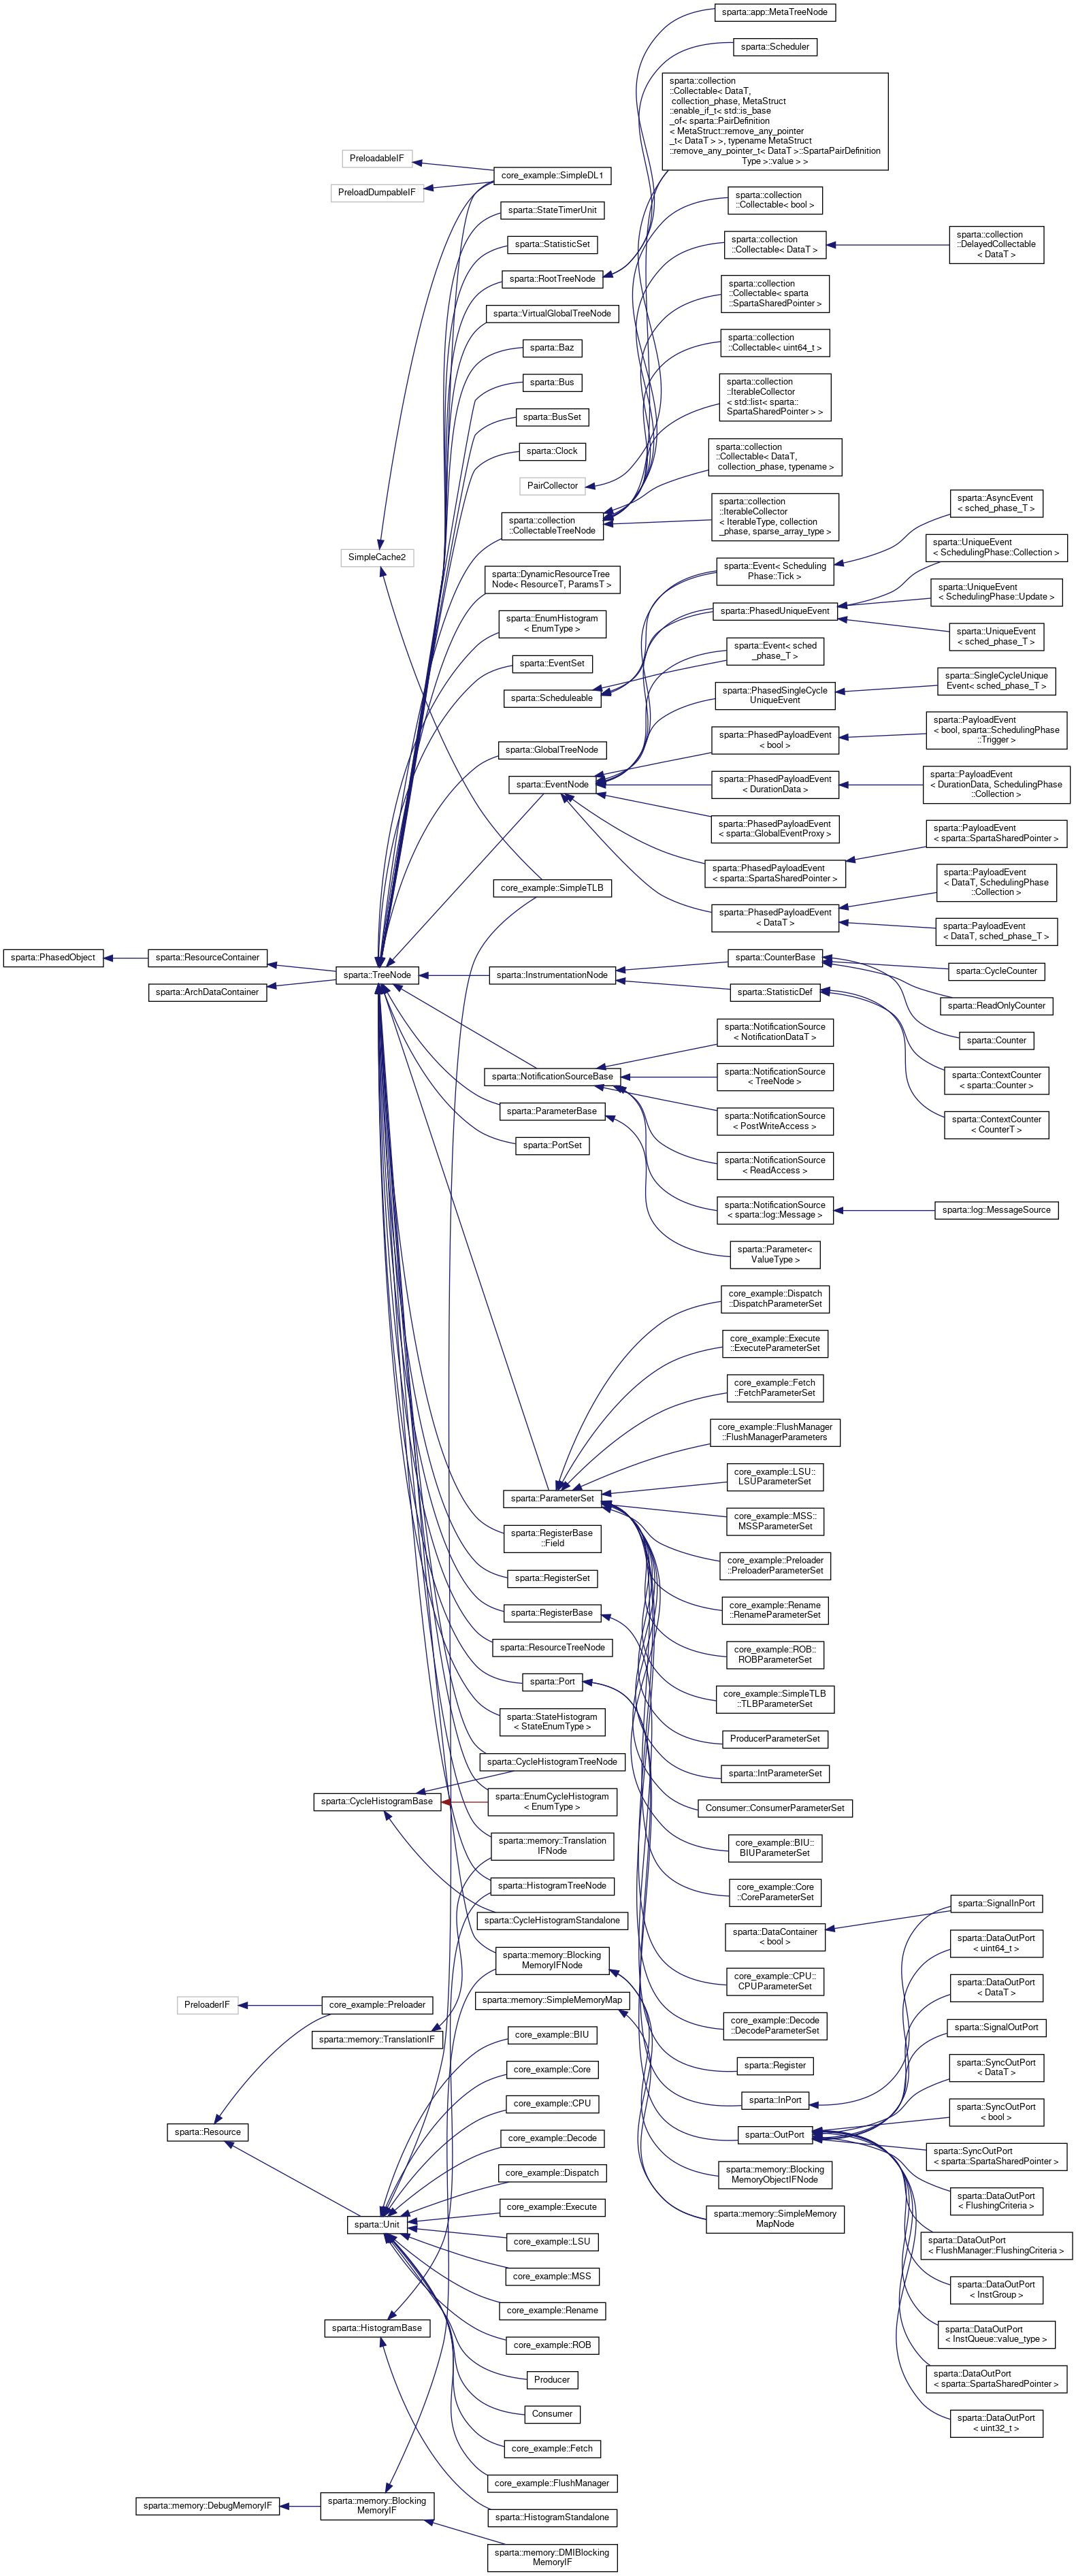 sparta::app::MetaTreeNode
sparta::Scheduler
sparta::collection
::Collectable< DataT,
collection_phase, MetaStruct
::enable_if_t< std::is_base
_of< sparta::PairDefinition
< MetaStruct::remove_any_pointer
_t< DataT > >, typename MetaStruct
::remove_any_pointer_t< DataT >::SpartaPairDefinition
Type >::value > >
PreloadableIF
core_example::SimpleDL1
PreloadDumpableIF
sparta::collection
::Collectable< bool >
sparta::StateTimerUnit
sparta::StatisticSet
sparta::collection
::Collectable< DataT >
sparta::collection
::DelayedCollectable
< DataT >
sparta::RootTreeNode
sparta::collection
::Collectable< sparta
::SpartaSharedPointer >
sparta::VirtualGlobalTreeNode
sparta::Baz
sparta::collection
::Collectable< uint64_t >
sparta::Bus
sparta::collection
::IterableCollector
< std::list< sparta::
SpartaSharedPointer > >
sparta::BusSet
sparta::Clock
sparta::collection
::Collectable< DataT,
collection_phase, typename >
PairCollector
sparta::collection
::CollectableTreeNode
sparta::collection
::IterableCollector
< IterableType, collection
_phase, sparse_array_type >
sparta::AsyncEvent
< sched_phase_T >
SimpleCache2
sparta::UniqueEvent
< SchedulingPhase::Collection >
sparta::DynamicResourceTree
Node< ResourceT, ParamsT >
sparta::Event< Scheduling
Phase::Tick >
sparta::UniqueEvent
< SchedulingPhase::Update >
sparta::EnumHistogram
< EnumType >
sparta::PhasedUniqueEvent
sparta::UniqueEvent
< sched_phase_T >
sparta::EventSet
sparta::Event< sched
_phase_T >
sparta::Scheduleable
sparta::PhasedSingleCycle
UniqueEvent
sparta::SingleCycleUnique
Event< sched_phase_T >
sparta::GlobalTreeNode
sparta::PhasedPayloadEvent
< bool >
sparta::PayloadEvent
< bool, sparta::SchedulingPhase
::Trigger >
sparta::EventNode
sparta::PhasedPayloadEvent
< DurationData >
sparta::PayloadEvent
< DurationData, SchedulingPhase
::Collection >
sparta::PhasedPayloadEvent
< sparta::GlobalEventProxy >
sparta::PayloadEvent
< sparta::SpartaSharedPointer >
sparta::PhasedPayloadEvent
< sparta::SpartaSharedPointer >
core_example::SimpleTLB
sparta::PayloadEvent
< DataT, SchedulingPhase
::Collection >
sparta::PhasedPayloadEvent
< DataT >
sparta::PayloadEvent
< DataT, sched_phase_T >
sparta::PhasedObject
sparta::ResourceContainer
sparta::ArchDataContainer
sparta::TreeNode
sparta::InstrumentationNode
sparta::CounterBase
sparta::CycleCounter
sparta::StatisticDef
sparta::ReadOnlyCounter
sparta::Counter
sparta::NotificationSource
< NotificationDataT >
sparta::NotificationSourceBase
sparta::NotificationSource
< TreeNode >
sparta::ContextCounter
< sparta::Counter >
sparta::ParameterBase
sparta::NotificationSource
< PostWriteAccess >
sparta::ContextCounter
< CounterT >
sparta::PortSet
sparta::NotificationSource
< ReadAccess >
sparta::NotificationSource
< sparta::log::Message >
sparta::log::MessageSource
sparta::Parameter<
ValueType >
core_example::Dispatch
::DispatchParameterSet
core_example::Execute
::ExecuteParameterSet
core_example::Fetch
::FetchParameterSet
core_example::FlushManager
::FlushManagerParameters
core_example::LSU::
LSUParameterSet
sparta::ParameterSet
core_example::MSS::
MSSParameterSet
sparta::RegisterBase
::Field
core_example::Preloader
::PreloaderParameterSet
sparta::RegisterSet
core_example::Rename
::RenameParameterSet
sparta::RegisterBase
core_example::ROB::
ROBParameterSet
sparta::ResourceTreeNode
core_example::SimpleTLB
::TLBParameterSet
sparta::Port
sparta::StateHistogram
< StateEnumType >
ProducerParameterSet
sparta::CycleHistogramTreeNode
sparta::IntParameterSet
sparta::CycleHistogramBase
sparta::EnumCycleHistogram
< EnumType >
Consumer::ConsumerParameterSet
sparta::memory::Translation
IFNode
core_example::BIU::
BIUParameterSet
sparta::HistogramTreeNode
core_example::Core
::CoreParameterSet
sparta::CycleHistogramStandalone
sparta::DataContainer
< bool >
sparta::SignalInPort
sparta::DataOutPort
< uint64_t >
sparta::memory::Blocking
MemoryIFNode
core_example::CPU::
CPUParameterSet
sparta::DataOutPort
< DataT >
PreloaderIF
core_example::Preloader
sparta::memory::SimpleMemoryMap
core_example::Decode
::DecodeParameterSet
sparta::SignalOutPort
sparta::memory::TranslationIF
core_example::BIU
sparta::Register
sparta::SyncOutPort
< DataT >
core_example::Core
sparta::InPort
sparta::SyncOutPort
< bool >
core_example::CPU
sparta::Resource
core_example::Decode
sparta::OutPort
sparta::SyncOutPort
< sparta::SpartaSharedPointer >
core_example::Dispatch
sparta::memory::Blocking
MemoryObjectIFNode
sparta::DataOutPort
< FlushingCriteria >
core_example::Execute
sparta::Unit
sparta::memory::SimpleMemory
MapNode
core_example::LSU
sparta::DataOutPort
< FlushManager::FlushingCriteria >
core_example::MSS
sparta::DataOutPort
< InstGroup >
core_example::Rename
sparta::HistogramBase
sparta::DataOutPort
< InstQueue::value_type >
core_example::ROB
Producer
sparta::DataOutPort
< sparta::SpartaSharedPointer >
Consumer
sparta::DataOutPort
< uint32_t >
core_example::Fetch
core_example::FlushManager
sparta::memory::DebugMemoryIF
sparta::memory::Blocking
MemoryIF
sparta::HistogramStandalone
sparta::memory::DMIBlocking
MemoryIF